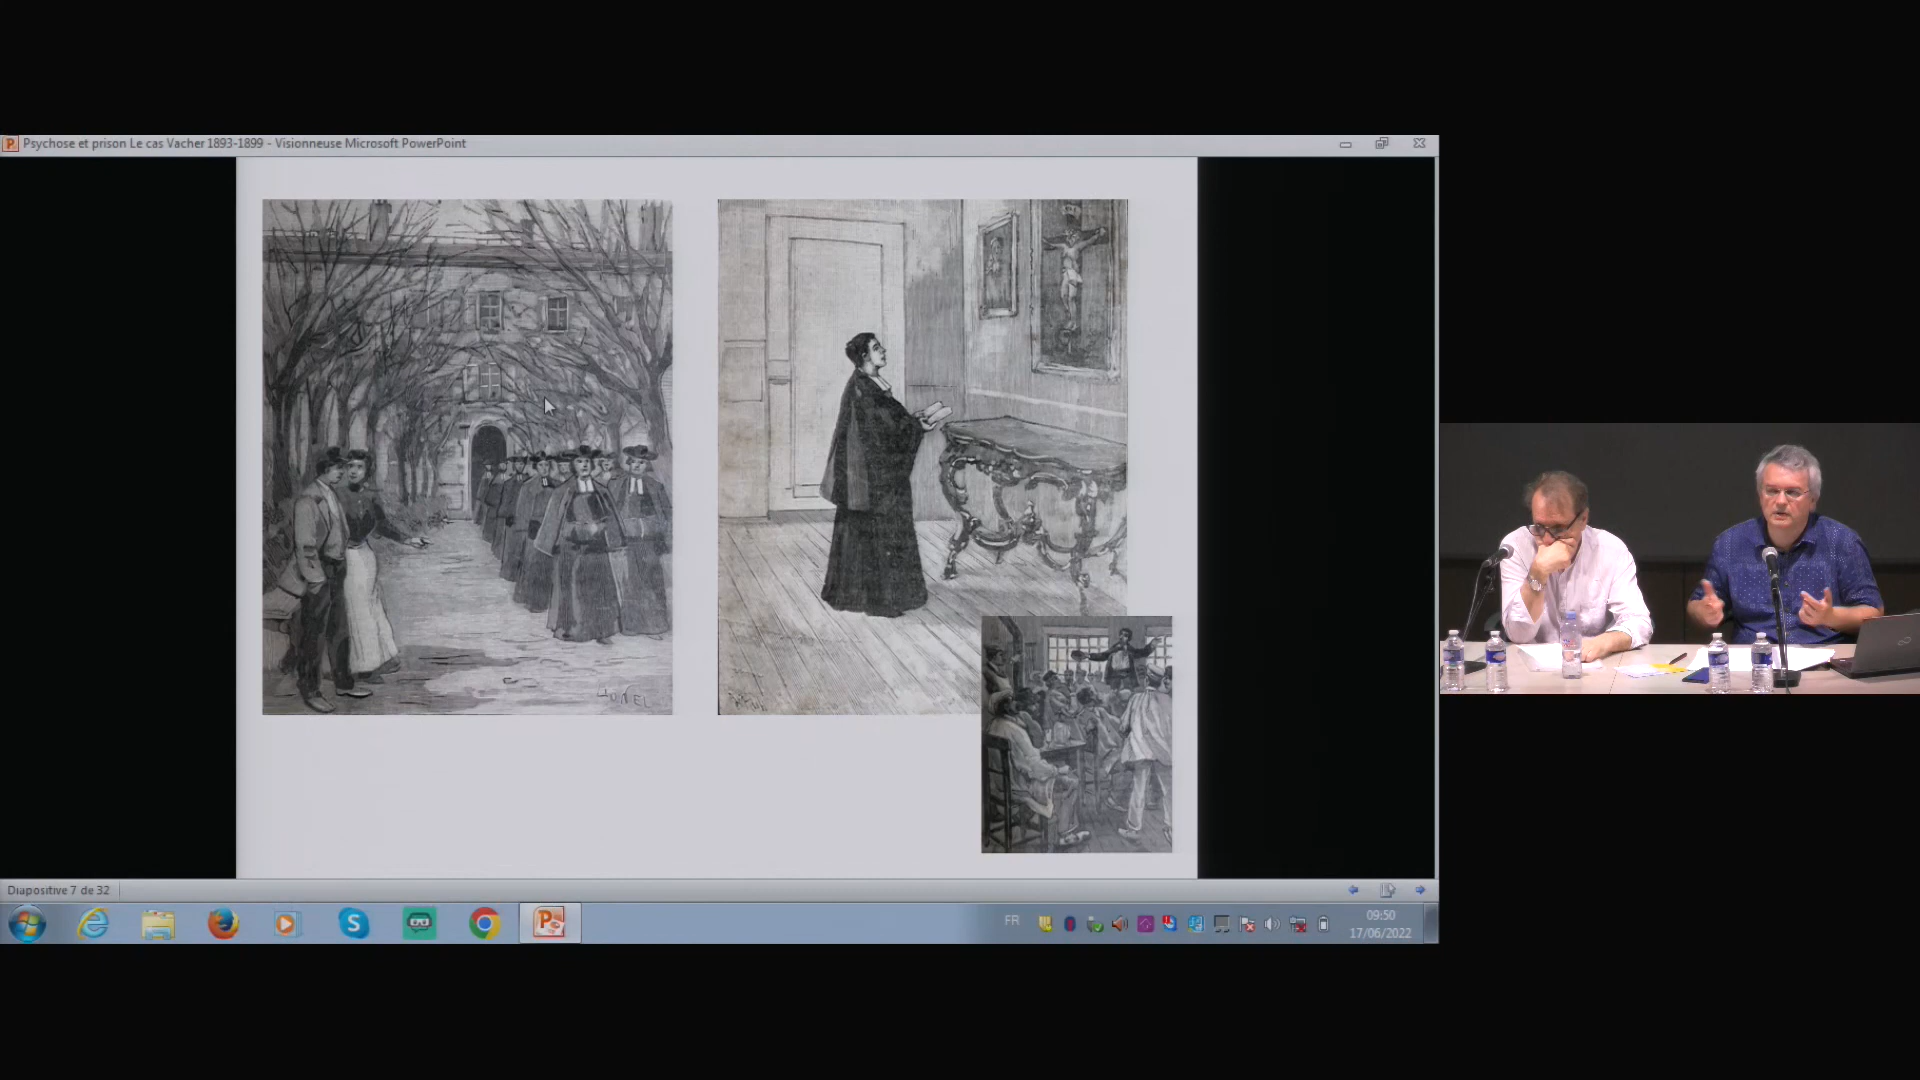 Psychose et prison Le cas Vacher 1893-1899 - Visionneuse Microsoft PowerPoint
HUNEL
Diapositive 7 de 32
FR
09:50
17/06/2022